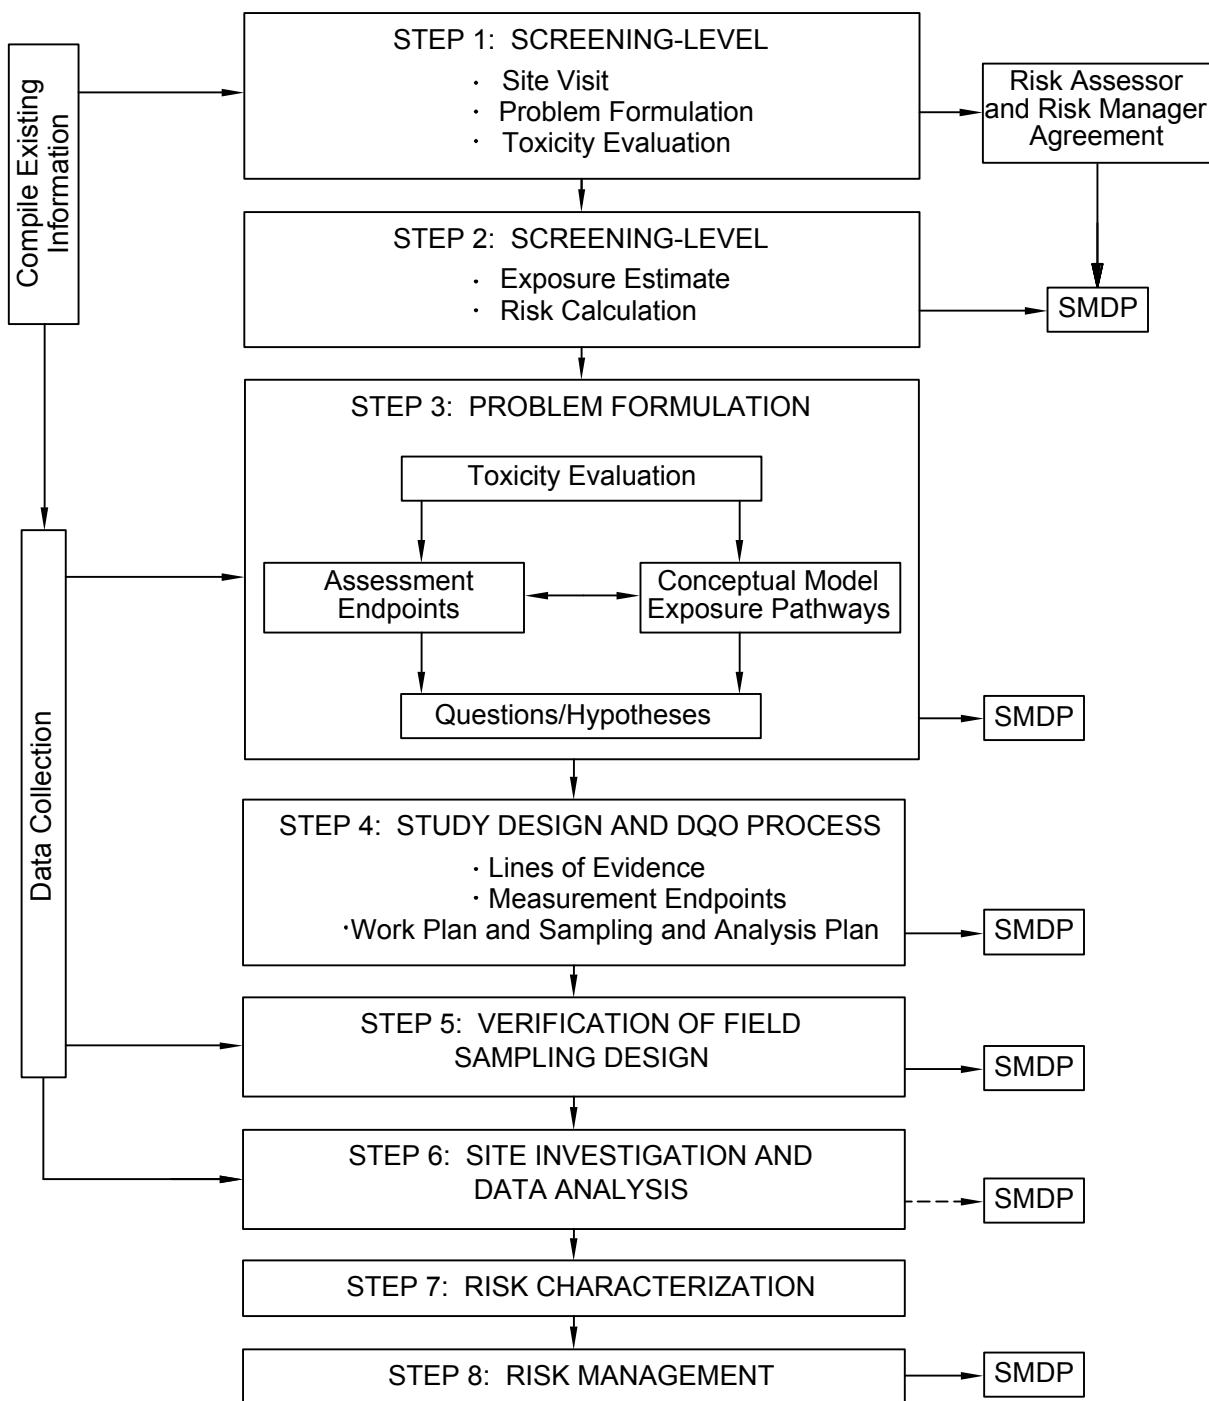 Compile Existing
Information
STEP 1: SCREENING-LEVEL
· Site Visit
· Problem Formulation
· Toxicity Evaluation
Risk Assessor
and Risk Manager
Agreement
STEP 2: SCREENING-LEVEL
· Exposure Estimate
· Risk Calculation
SMDP
STEP 3: PROBLEM FORMULATION
Toxicity Evaluation
Assessment
Endpoints
Conceptual Model
Exposure Pathways
Questions/Hypotheses
SMDP
Data Collection
STEP 4: STUDY DESIGN AND DQO PROCESS
· Lines of Evidence
· Measurement Endpoints
·Work Plan and Sampling and Analysis Plan
SMDP
STEP 5: VERIFICATION OF FIELD
SAMPLING DESIGN
SMDP
STEP 6: SITE INVESTIGATION AND
DATA ANALYSIS
SMDP
STEP 7: RISK CHARACTERIZATION
STEP 8: RISK MANAGEMENT
SMDP